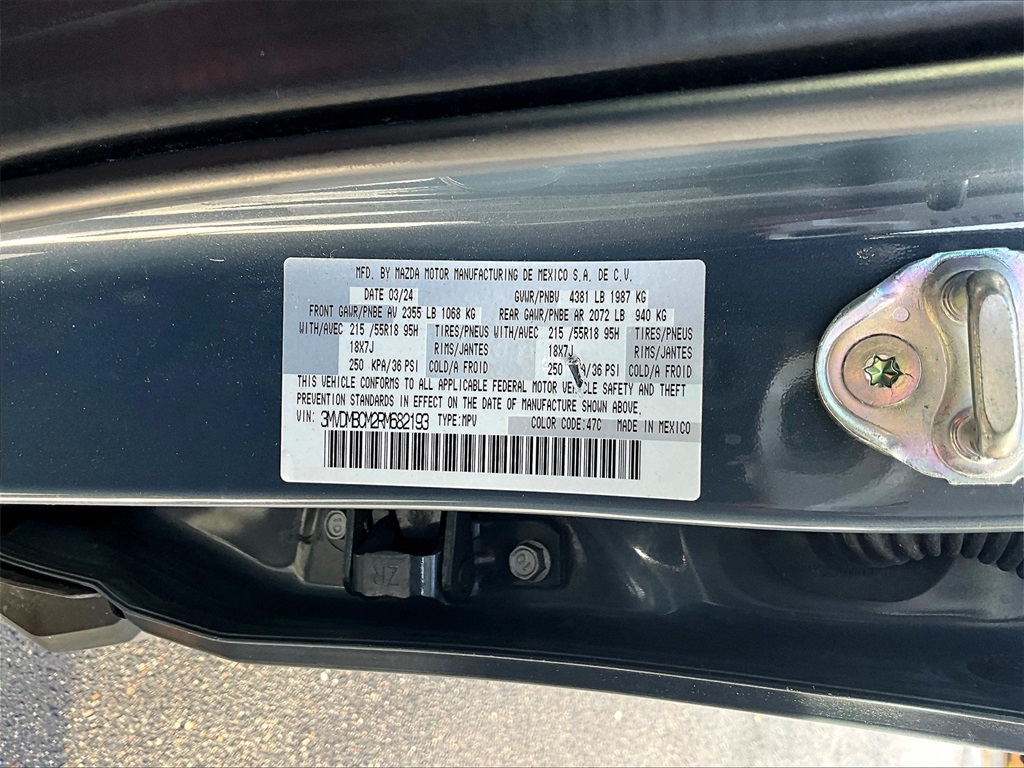 MFD. BY MAZDA MOTOR MANUFACTURING DE MEXICO S.A. DE C.V.
DATE 03/24 GVWR/PNBV 4381 LB 1987 KG
FRONT GAWR/PNBE AV 2355 LB 1068 KG REAR GAWR/PNBE AR 2072 LB 940 KG
WITH/AVEC 215 /55R18 95H TIRES/PNEUS WITH/AVEC 215 /55R18 95H TIRES/PNEUS
18X7J RIMS/JANTES 18X7J RIMS/JANTES
250 KPA/36 PSI COLD/A FROID 250 PA/36 PSI COLD/A FROID
THIS VEHICLE CONFORMS TO ALL APPLICABLE FEDERAL MOTOR VEHICLE SAFETY AND THEFT
PREVENTION STANDARDS IN EFFECT ON THE DATE OF MANUFACTURE SHOWN ABOVE.
VIN: 3MVDMBCM2RM682193 TYPE:MPV COLOR CODE:47C MADE IN MEXICO
ZR